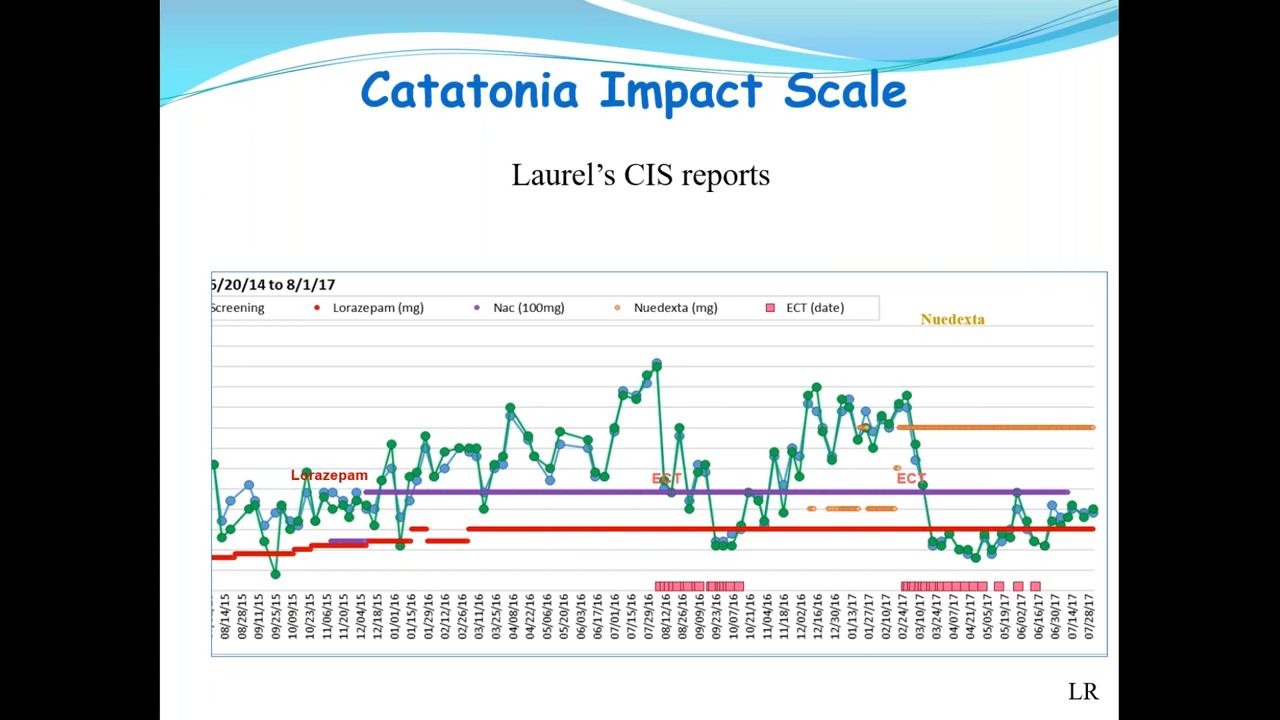 Catatonia Impact Scale
Laurel’s CIS reports
5/20/14 to 8/1/17
Screening Lorazepam (mg) Nac (100mg) Nuedexta (mg) ECT (date)
Nuedexta
Lorazepam
ECT
ECT
08/14/15 08/28/15 09/11/15 09/25/15 10/09/15 10/23/15 11/06/15 11/20/15 12/04/15 12/18/15 01/01/16 01/15/16 01/29/16 02/12/16 02/26/16 03/11/16 03/25/16 04/08/16 04/22/16 05/06/16 05/20/16 06/03/16 06/17/16 07/01/16 07/15/16 07/29/16 08/12/16 08/26/16 09/09/16 09/23/16 10/07/16 10/21/16 11/04/16 11/18/16 12/02/16 12/16/16 12/30/16 01/13/17 01/27/17 02/10/17 02/24/17 03/10/17 03/24/17 04/07/17 04/21/17 05/05/17 05/19/17 06/02/17 06/16/17 06/30/17 07/14/17 07/28/17
LR